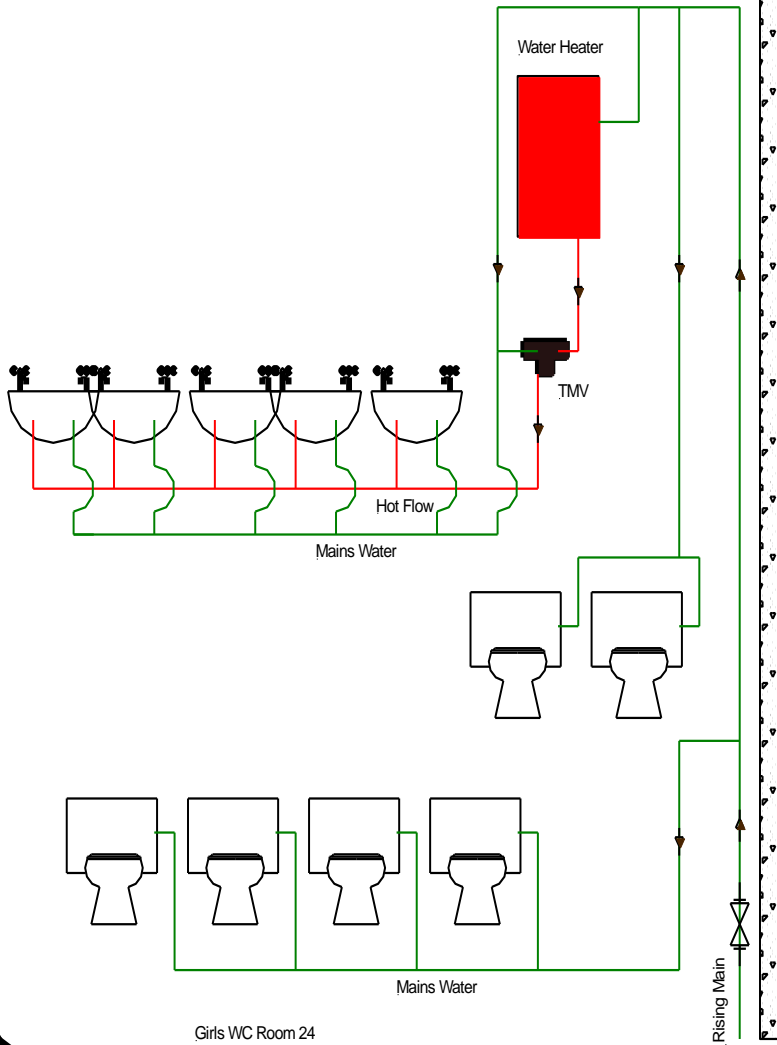 Water Heater
TMV
Hot Flow
Mains Water
Mains Water
Rising Main
Girls WC Room 24